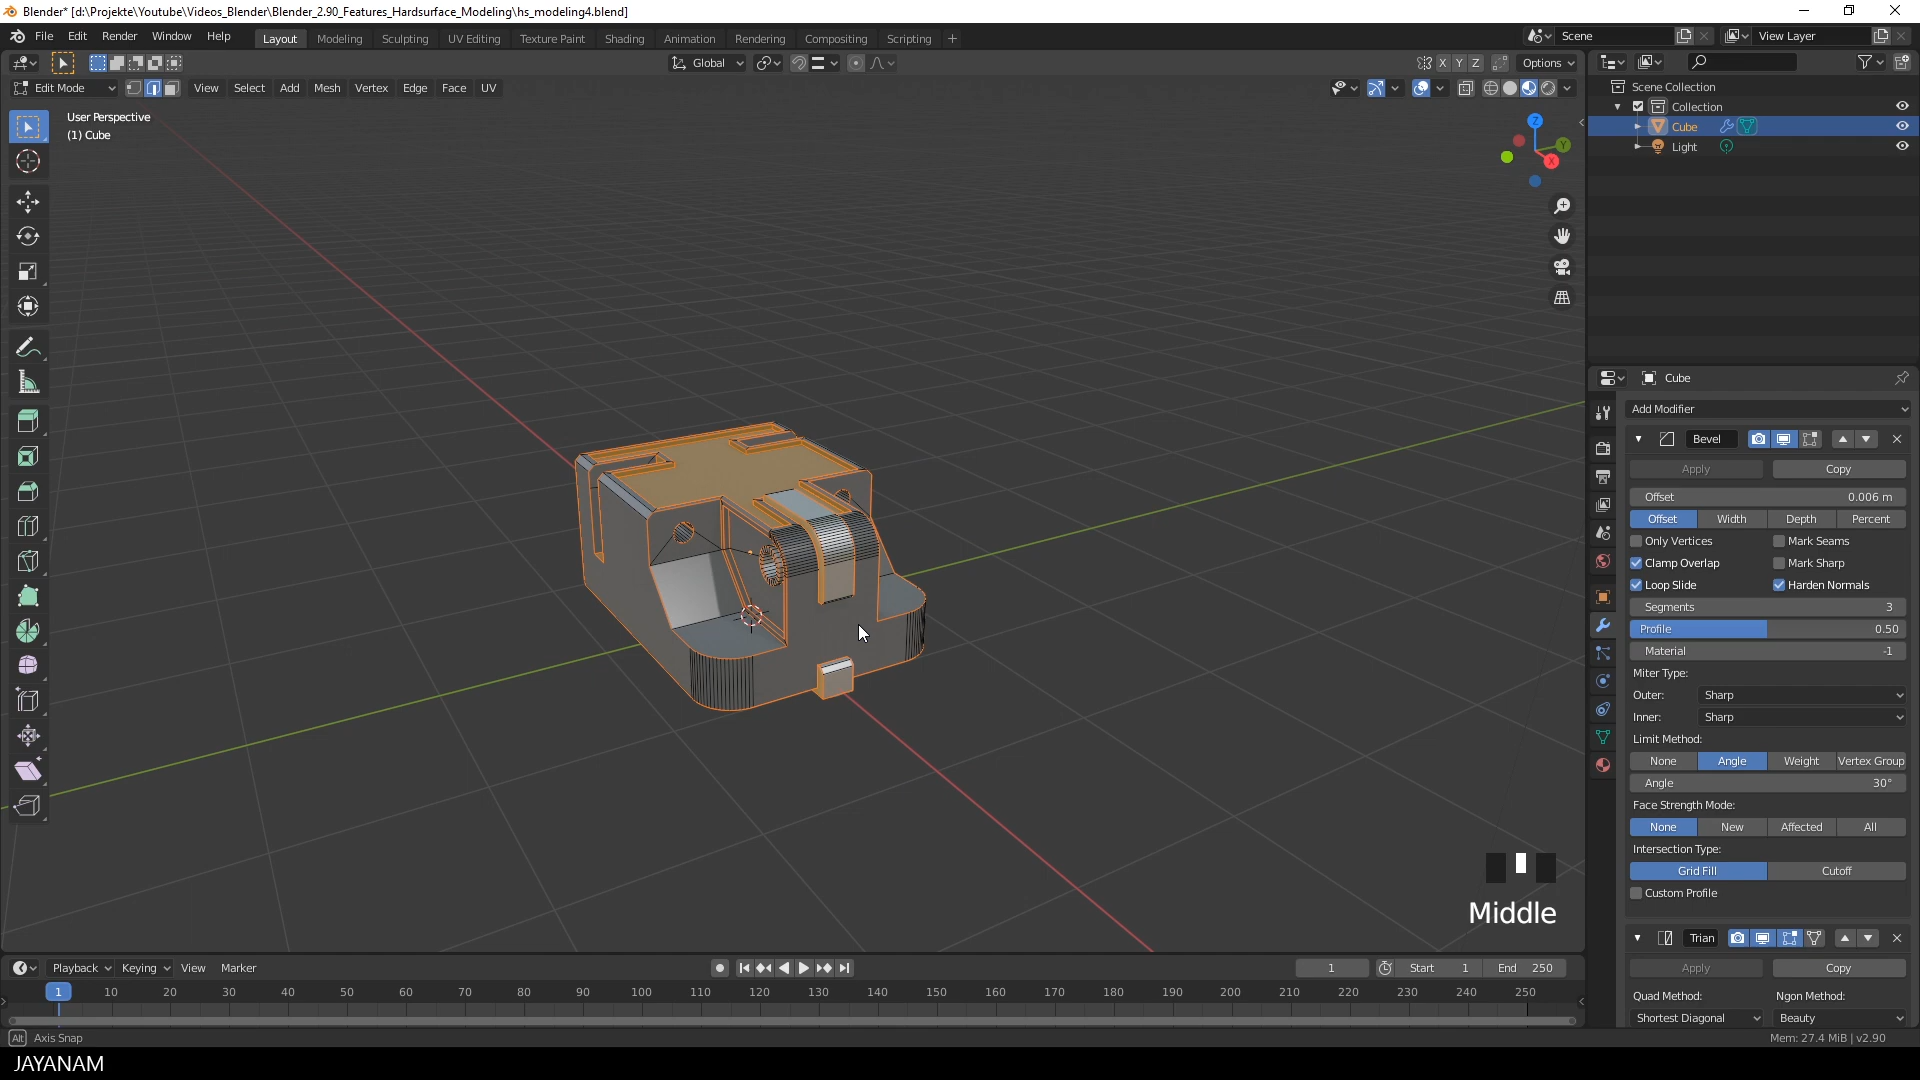 Blender* [d:\Projekte\Youtube\Videos_Blender\Blender_2.90_Features_Hardsurface_Modeling\hs_modeling4.blend]
File Edit Render Window Help Layout Modeling Sculpting UV Editing Texture Paint Shading Animation Rendering Compositing Scripting + Scene View Layer
Global X Y Z Options
Edit Mode View Select Add Mesh Vertex Edge Face UV
User Perspective
(1) Cube
Z
Y
X
Scene Collection
Collection
Cube
Light
Cube
Add Modifier
Bevel
Apply Copy
Offset 0.006 m
Offset Width Depth Percent
Only Vertices Mark Seams
Clamp Overlap Mark Sharp
Loop Slide Harden Normals
Segments 3
Profile 0.50
Material -1
Miter Type:
Outer: Sharp
Inner: Sharp
Limit Method:
None Angle Weight Vertex Group
Angle 30°
Face Strength Mode:
None New Affected All
Intersection Type:
Grid Fill Cutoff
Custom Profile
Trian
Apply Copy
Quad Method: Ngon Method:
Shortest Diagonal Beauty
Middle
Playback Keying View Marker 1 Start 1 End 250
1 10 20 30 40 50 60 70 80 90 100 110 120 130 140 150 160 170 180 190 200 210 220 230 240 250
Alt Axis Snap Mem: 27.4 MiB | v2.90
JAYANAM